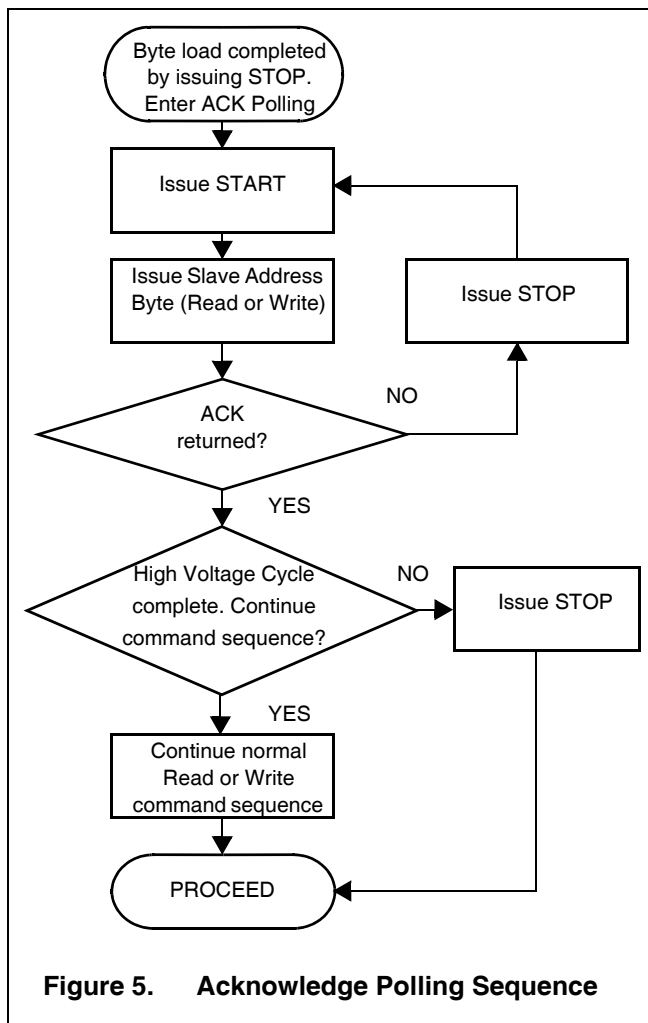 Byte load completed
by issuing STOP.
Enter ACK Polling
Issue START
Issue Slave Address
Byte (Read or Write)
Issue STOP
ACK
returned?
NO
YES
High Voltage Cycle
complete. Continue
command sequence?
NO
Issue STOP
YES
Continue normal
Read or Write
command sequence
PROCEED
Figure 5. Acknowledge Polling Sequence